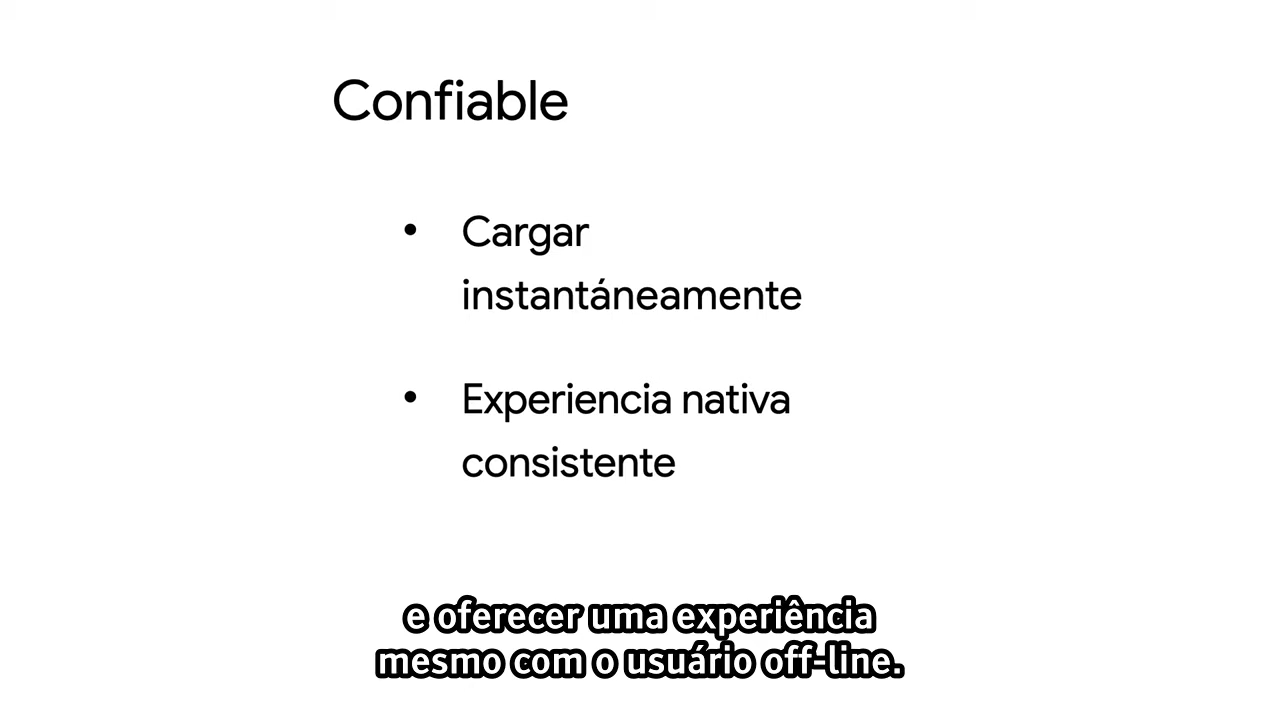 Confiable
• Cargar
instantáneamente
• Experiencia nativa
consistente
e oferecer uma experiência
mesmo com o usuário off-line.